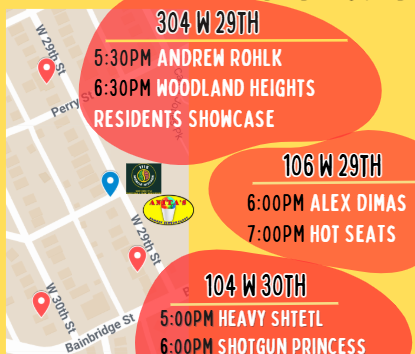 304 W 29TH
5:30PM ANDREW ROHLK
6:30PM WOODLAND HEIGHTS
RESIDENTS SHOWCASE
W 29th St
Perry St
106 W 29TH
6:00PM ALEX DIMAS
7:00PM HOT SEATS
ANITA'S
W 29th St
104 W 30TH
5:00PM HEAVY SHTETL
6:00PM SHOTGUN PRINCESS
W 30th St
Bainbridge St